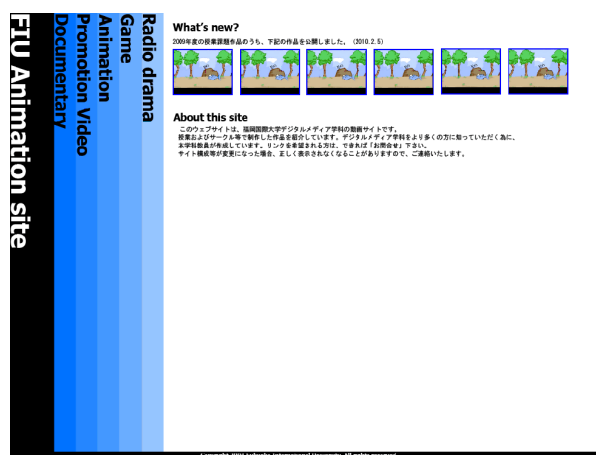 FIU Animation site
Documentary
Promotion Video
Animation
Game
Radio drama
What's new?
2009年度の授業課題作品のうち、下記の作品を公開しました。（2010.2.5）
About this site
このウェブサイトは、福岡国際大学デジタルメディア学科の動画サイトです。
授業およびサークル等で制作した作品を紹介しています。デジタルメディア学科をより多くの方に知っていただく為に、
本学科教員が作成しています。リンクを希望される方は、できれば「お問合せ」下さい。
サイト構成等が変更になった場合、正しく表示されなくなることがありますので、ご連絡いたします。